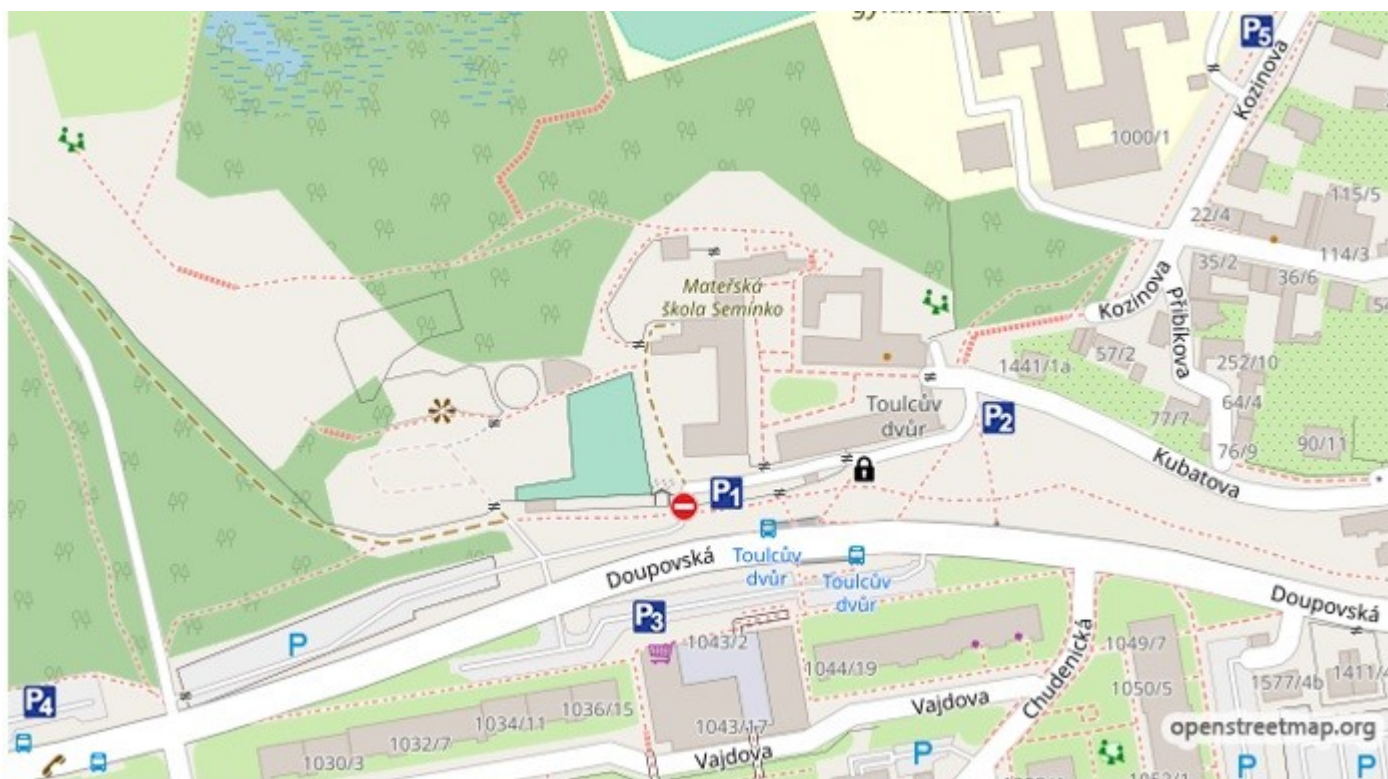 P5
Kozinova
1000/1
115/5
22/4
114/3
35/2
36/6
Mateřská
škola Semínko
Kozinova
Přibíkova
57/2
252/10
1441/1a
64/4
77/7
Toulcův
dvůr
P2
76/9
90/11
Kubatova
P1
Doupovská
Toulcův
dvůr
Toulcův
dvůr
Doupovská
P3
1043/2
P
1049/7
1044/19
Chudenická
1577/4b
1411/4
1050/5
P4
1036/15
1034/11
Vajdova
1032/7
1043/17
Vajdova
1030/3
P
openstreetmap.org
P
P